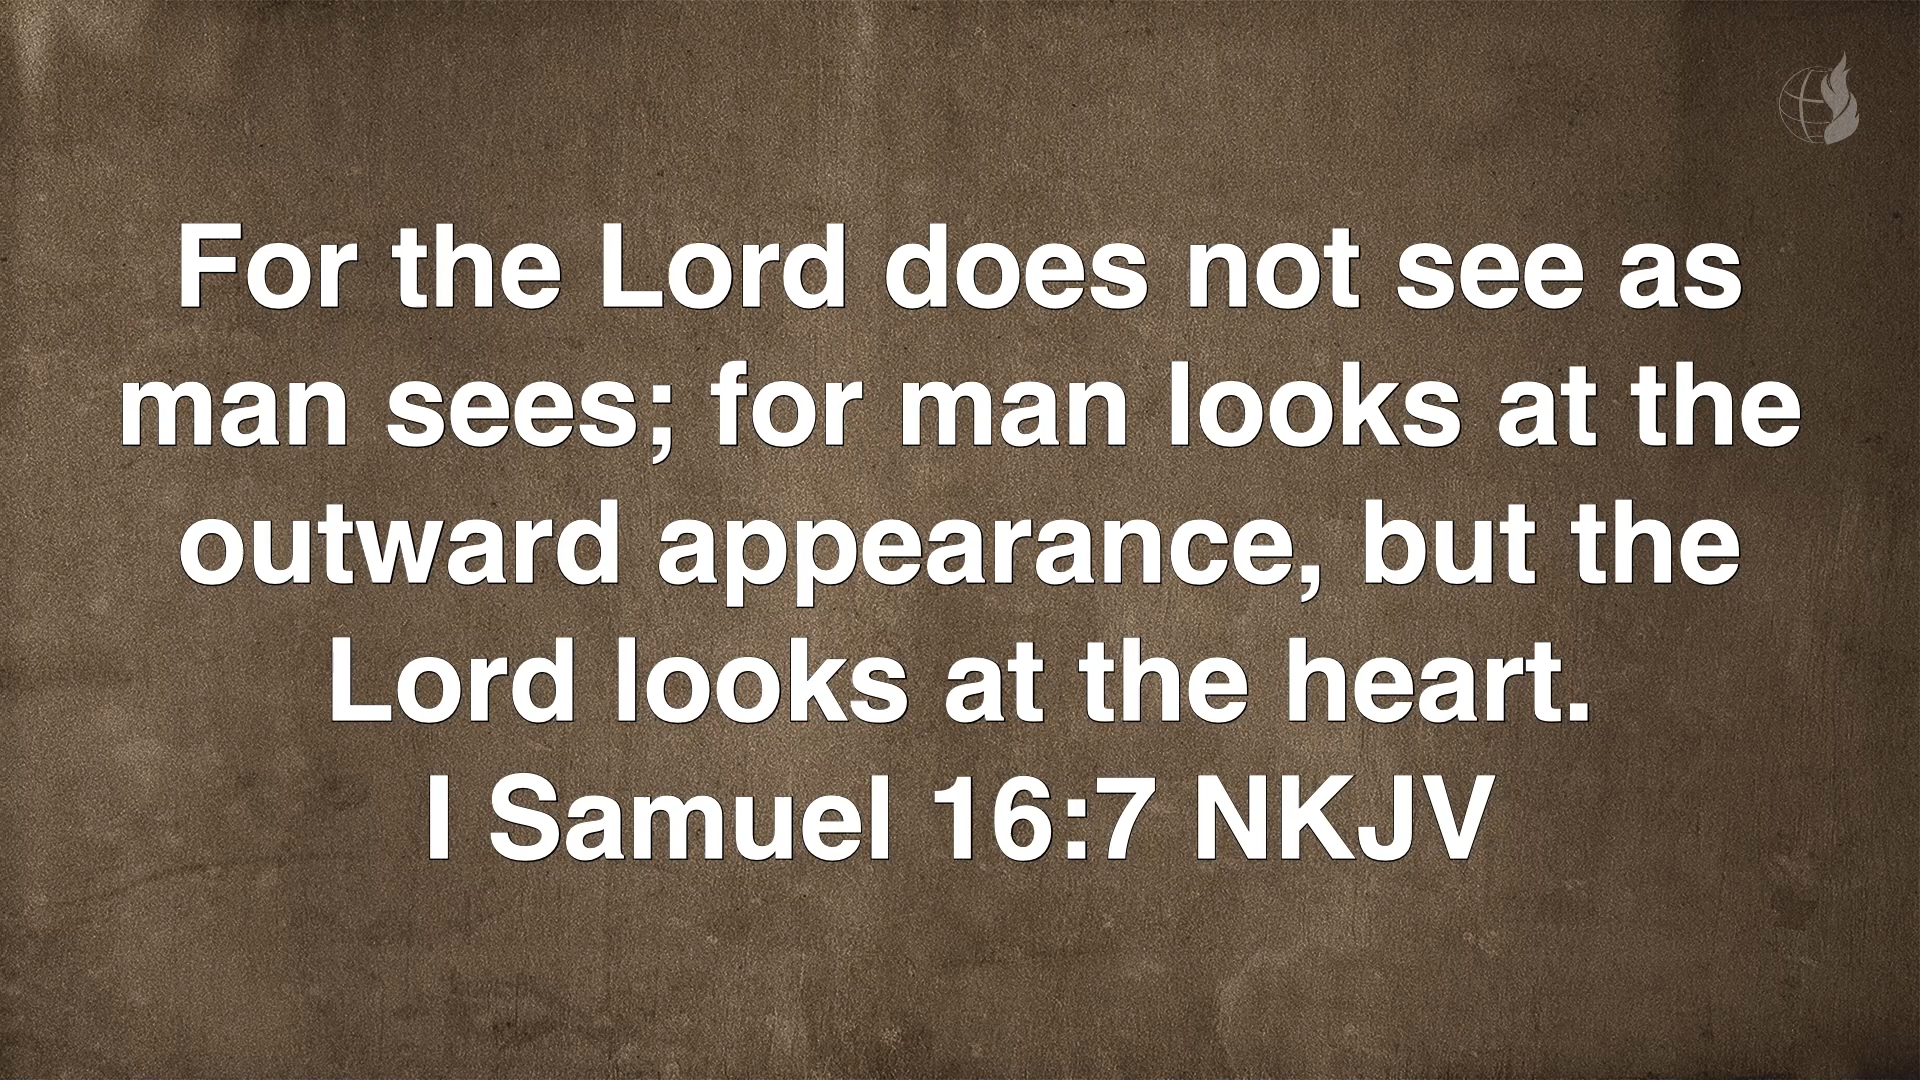 For the Lord does not see as
man sees; for man looks at the
outward appearance, but the
Lord looks at the heart.
I Samuel 16:7 NKJV